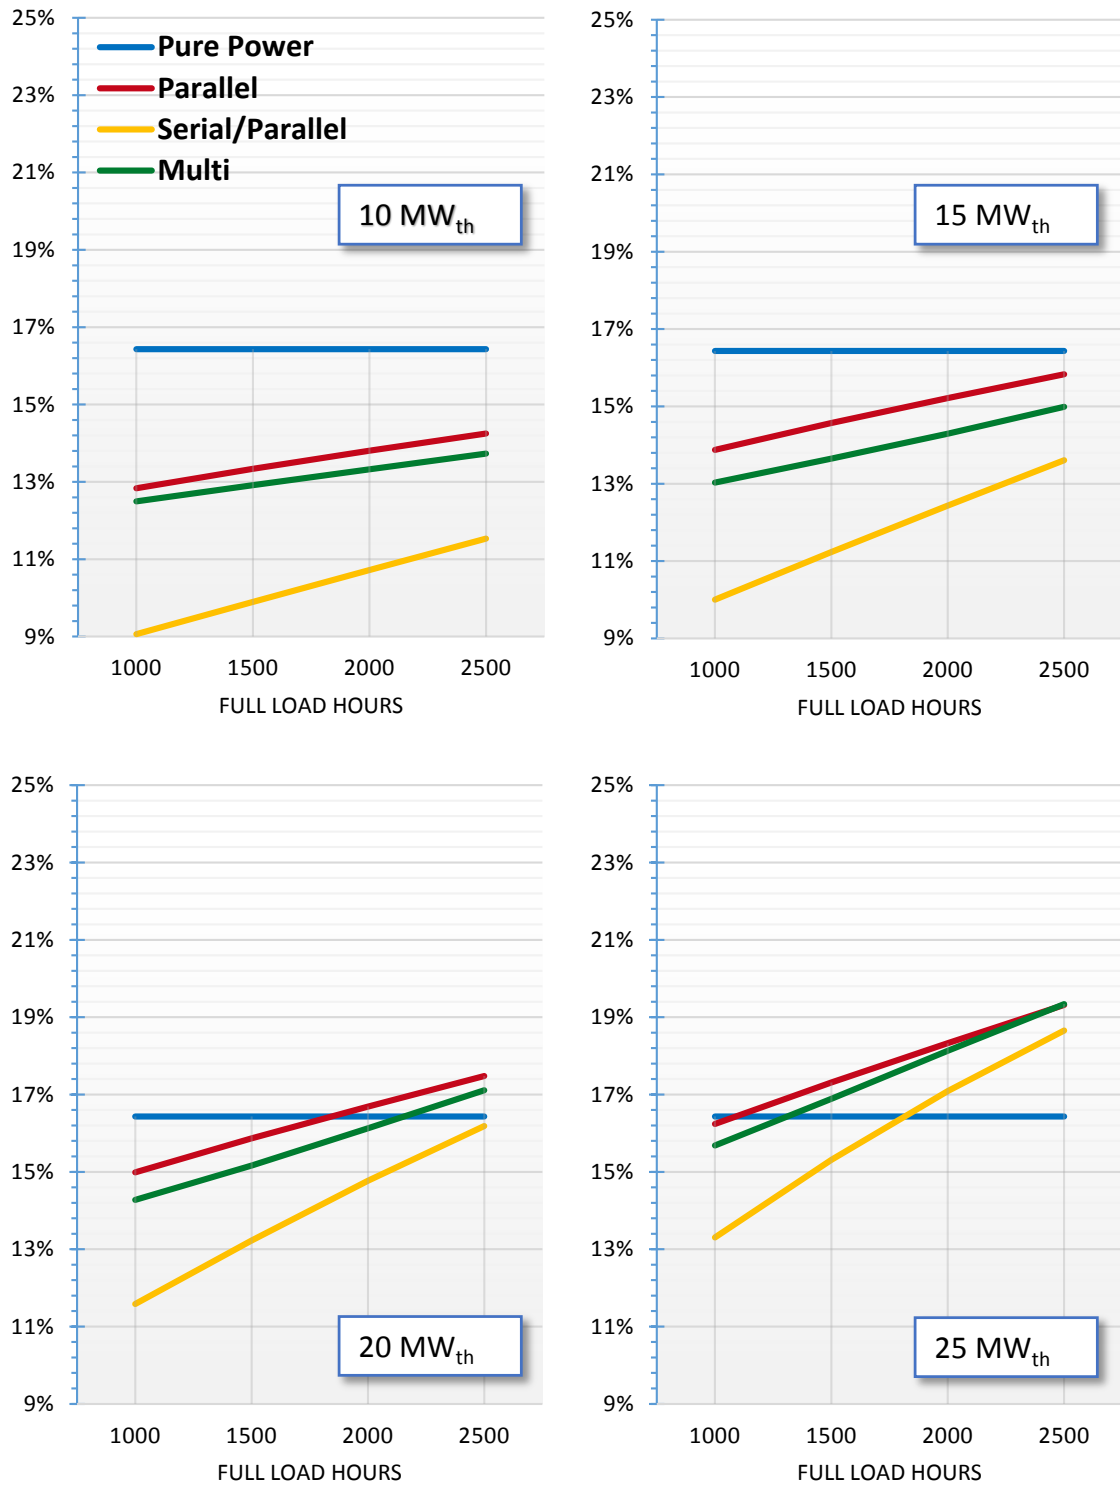 25%
23%
21%
19%
17%
15%
13%
11%
9%
Pure Power
Parallel
Serial/Parallel
Multi
10 MWth
1000 1500 2000 2500
FULL LOAD HOURS
25%
23%
21%
19%
17%
15%
13%
11%
9%
15 MWth
1000 1500 2000 2500
FULL LOAD HOURS
25%
23%
21%
19%
17%
15%
13%
11%
9%
20 MWth
1000 1500 2000 2500
FULL LOAD HOURS
25%
23%
21%
19%
17%
15%
13%
11%
9%
25 MWth
1000 1500 2000 2500
FULL LOAD HOURS